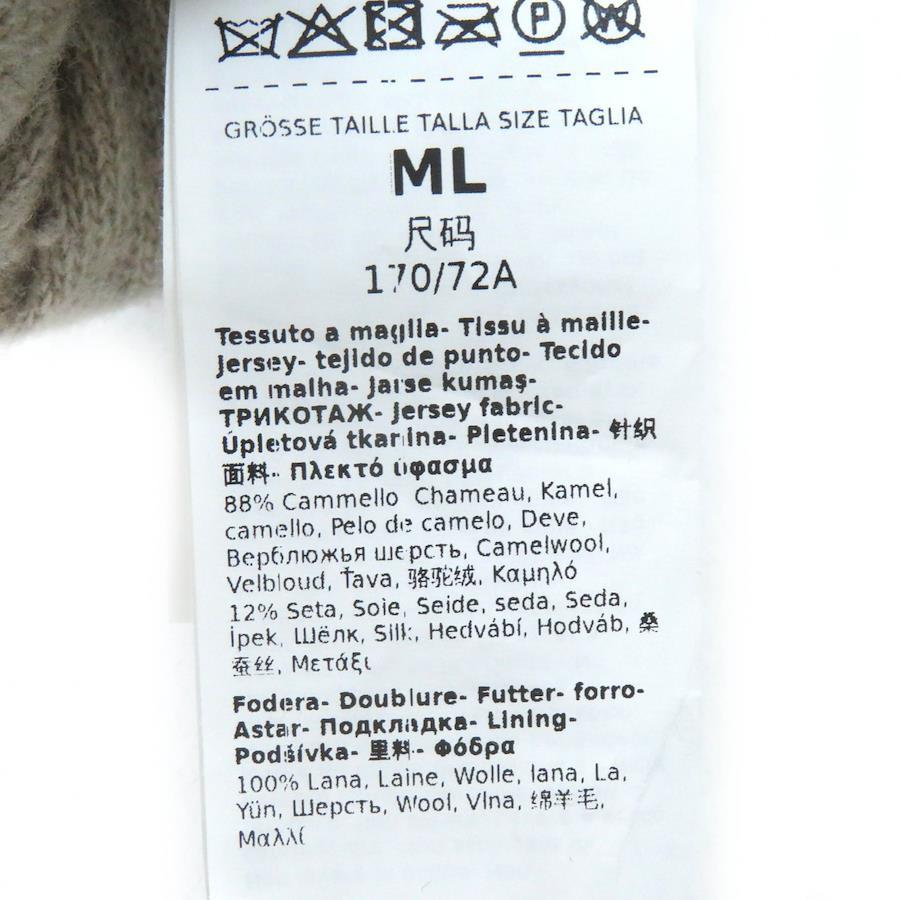 P
W
GRÖSSE TAILLE TALLA SIZE TAGLIA
ML
尺码
170/72A
Tessuto a maglia- Tissu à maille-
Jersey- tejido de punto- Tecido
em malha- Jarse kumaş-
ТРИКОТАЖ- Jersey fabric-
Úpletová tkanina- Pletenina- 针织
面料- Πλεκτό ύφασμα
88% Cammello Chameau, Kamel,
camello, Pelo de camelo, Deve,
Верблюжья шерсть, Camelwool,
Velbloud, Ťava, 骆驼绒, Καμηλό
12% Seta, Soie, Seide, seda, Seda,
İpek, Шёлк, Silk, Hedvábí, Hodváb, 桑
蚕丝, Μετάξι
Fodera- Doublure- Futter- forro-
Astar- Подкладка- Lining-
Podšívka- 里料- Φόδρα
100% Lana, Laine, Wolle, lana, La,
Yün, Шерсть, Wool, Vlna, 绵羊毛,
Μαλλί